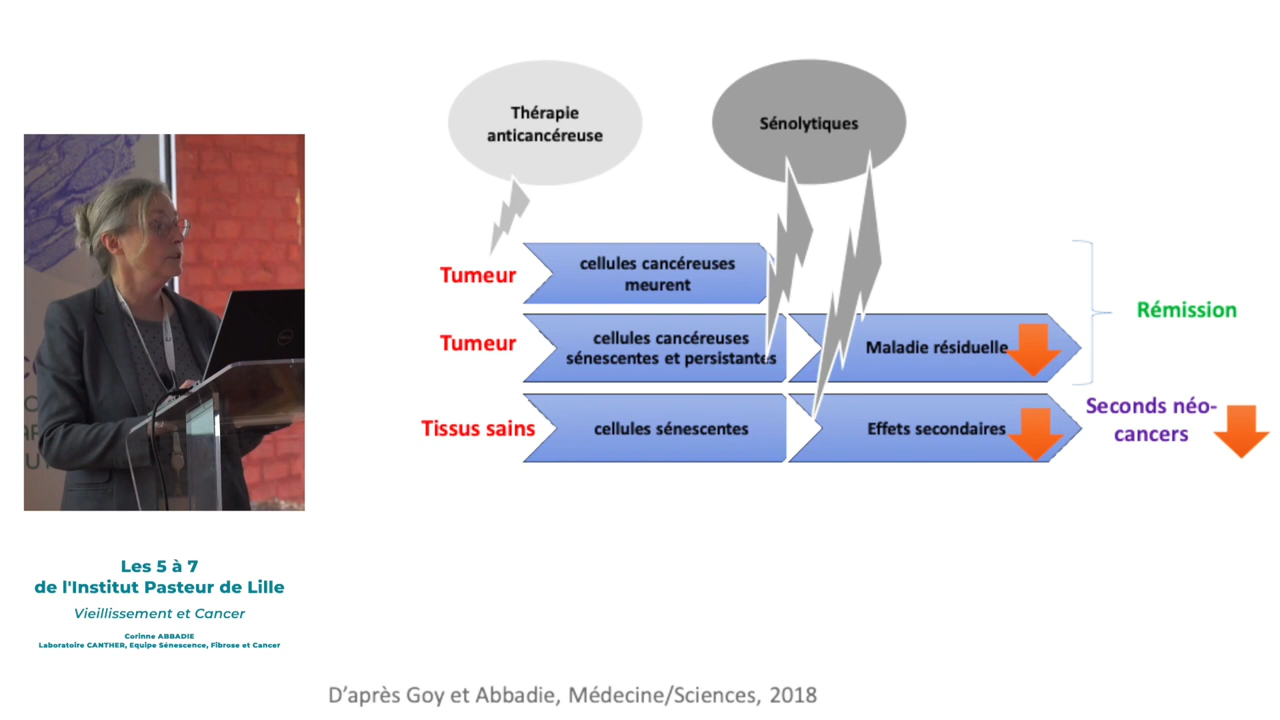 Thérapie
anticancéreuse
Sénolytiques
Tumeur
cellules cancéreuses
meurent
Tumeur
cellules cancéreuses
sénescentes et persistantes
Maladie résiduelle
Rémission
Tissus sains
cellules sénescentes
Effets secondaires
Seconds néo-
cancers
Les 5 à 7
de l'Institut Pasteur de Lille
Vieillissement et Cancer
Corinne ABBADIE
Laboratoire CANTHER, Equipe Sénescence, Fibrose et Cancer
D'après Goy et Abbadie, Médecine/Sciences, 2018